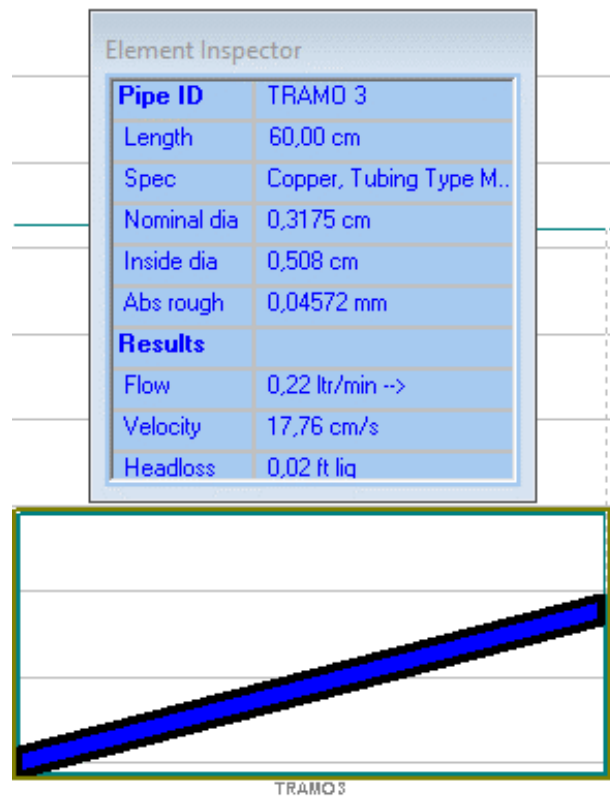 Element Inspector
Pipe ID TRAMO 3
Length 60,00 cm
Spec Copper, Tubing Type M..
Nominal dia 0,3175 cm
Inside dia 0,508 cm
Abs rough 0,04572 mm
Results
Flow 0,22 ltr/min -->
Velocity 17,76 cm/s
Headloss 0,02 ft liq
TRAMO3